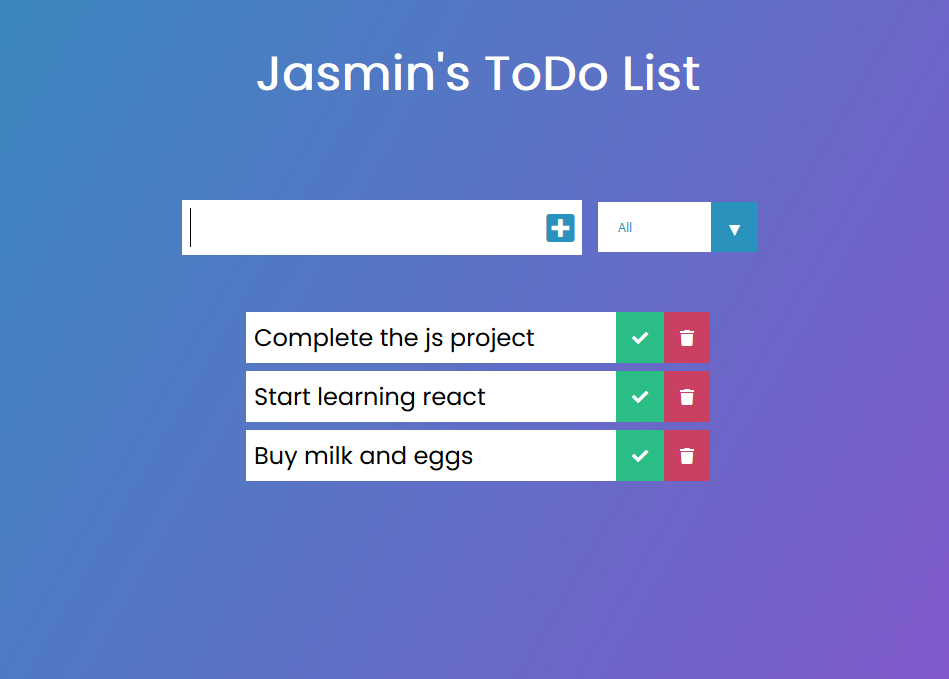 Jasmin's ToDo List
All
Complete the js project
Start learning react
Buy milk and eggs